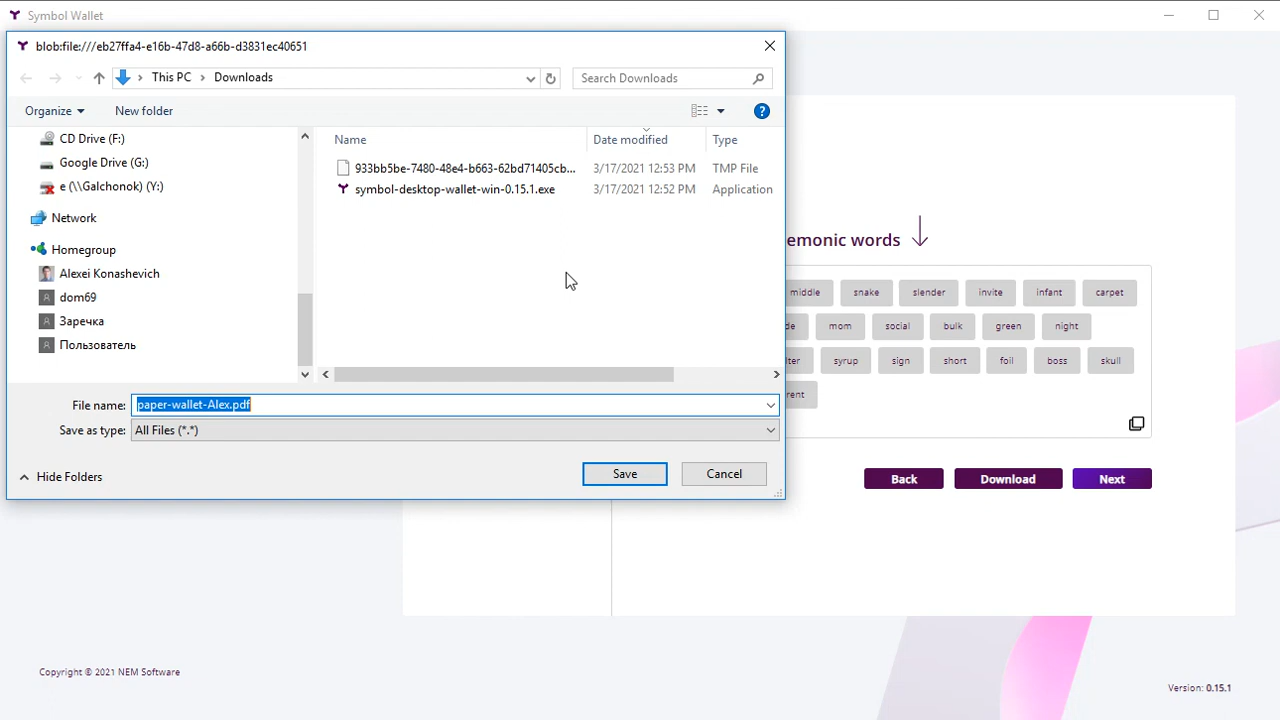 Symbol Wallet
blob:file:///eb27ffa4-e16b-47d8-a66b-d3831ec40651
This PC > Downloads
Search Downloads
Organize
New folder
Name
Date modified
Type
CD Drive (F:)
Google Drive (G:)
e (\\Galchonok) (Y:)
Network
Homegroup
Alexei Konashevich
dom69
Заречка
Пользователь
933bb5be-7480-48e4-b663-62bd71405cb... 3/17/2021 12:53 PM TMP File
symbol-desktop-wallet-win-0.15.1.exe 3/17/2021 12:52 PM Application
File name: paper-wallet-Alex.pdf
Save as type: All Files (*.*)
Hide Folders
Save
Cancel
emonic words
middle snake slender invite infant carpet
de mom social bulk green night
lter syrup sign short foil boss skull
rent
Back
Download
Next
Copyright © 2021 NEM Software
Version: 0.15.1